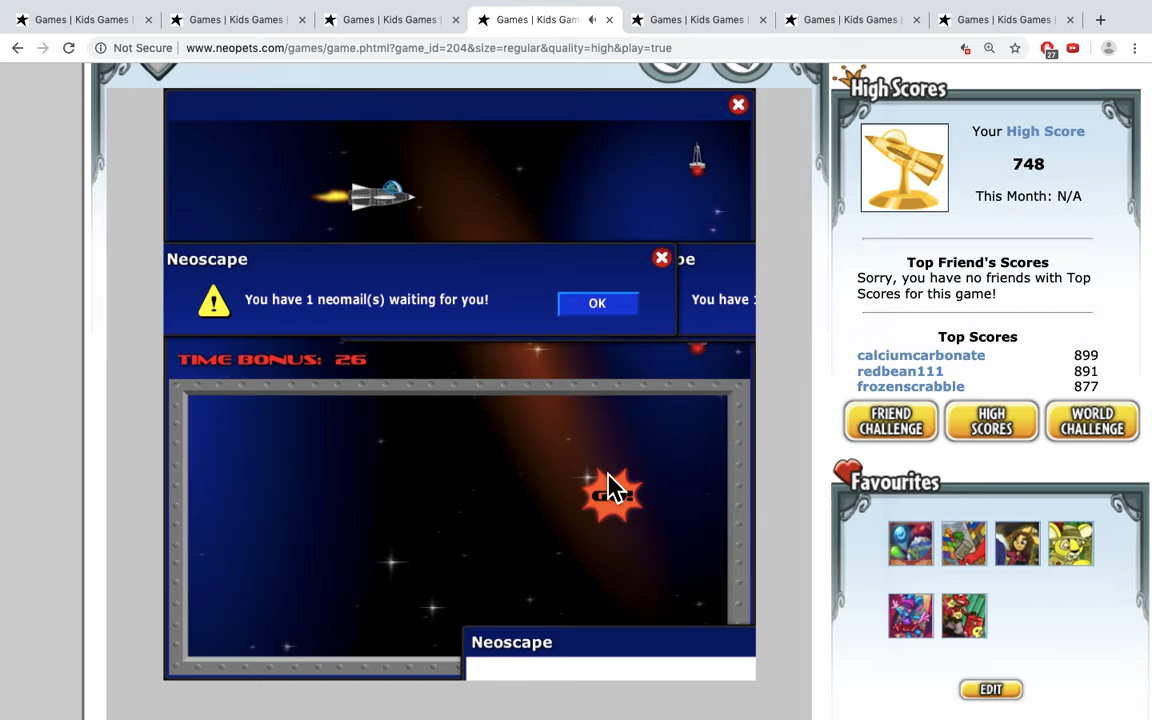 Games | Kids Games |
Games | Kids Games |
Games | Kids Games |
Games | Kids Gam
Games | Kids Games |
Games | Kids Games |
Games | Kids Games |
Not Secure | www.neopets.com/games/game.phtml?game_id=204&size=regular&quality=high&play=true
27
High Scores
Your High Score
748
This Month: N/A
Top Friend's Scores
Sorry, you have no friends with Top
Scores for this game!
Top Scores
calciumcarbonate 899
redbean111 891
frozenscrabble 877
FRIEND CHALLENGE
HIGH SCORES
WORLD CHALLENGE
Favourites
EDIT
Neoscape
pe
You have 1 neomail(s) waiting for you!
OK
You have
TIME BONUS: 26
Neoscape